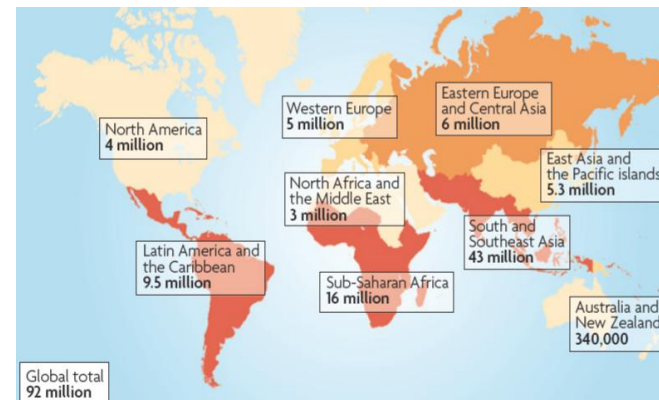 North America
4 million
Western Europe
5 million
Eastern Europe
and Central Asia
6 million
East Asia and
the Pacific islands
5.3 million
North Africa and
the Middle East
3 million
South and
Southeast Asia
43 million
Latin America and
the Caribbean
9.5 million
Sub-Saharan Africa
16 million
Australia and
New Zealand
340,000
Global total
92 million